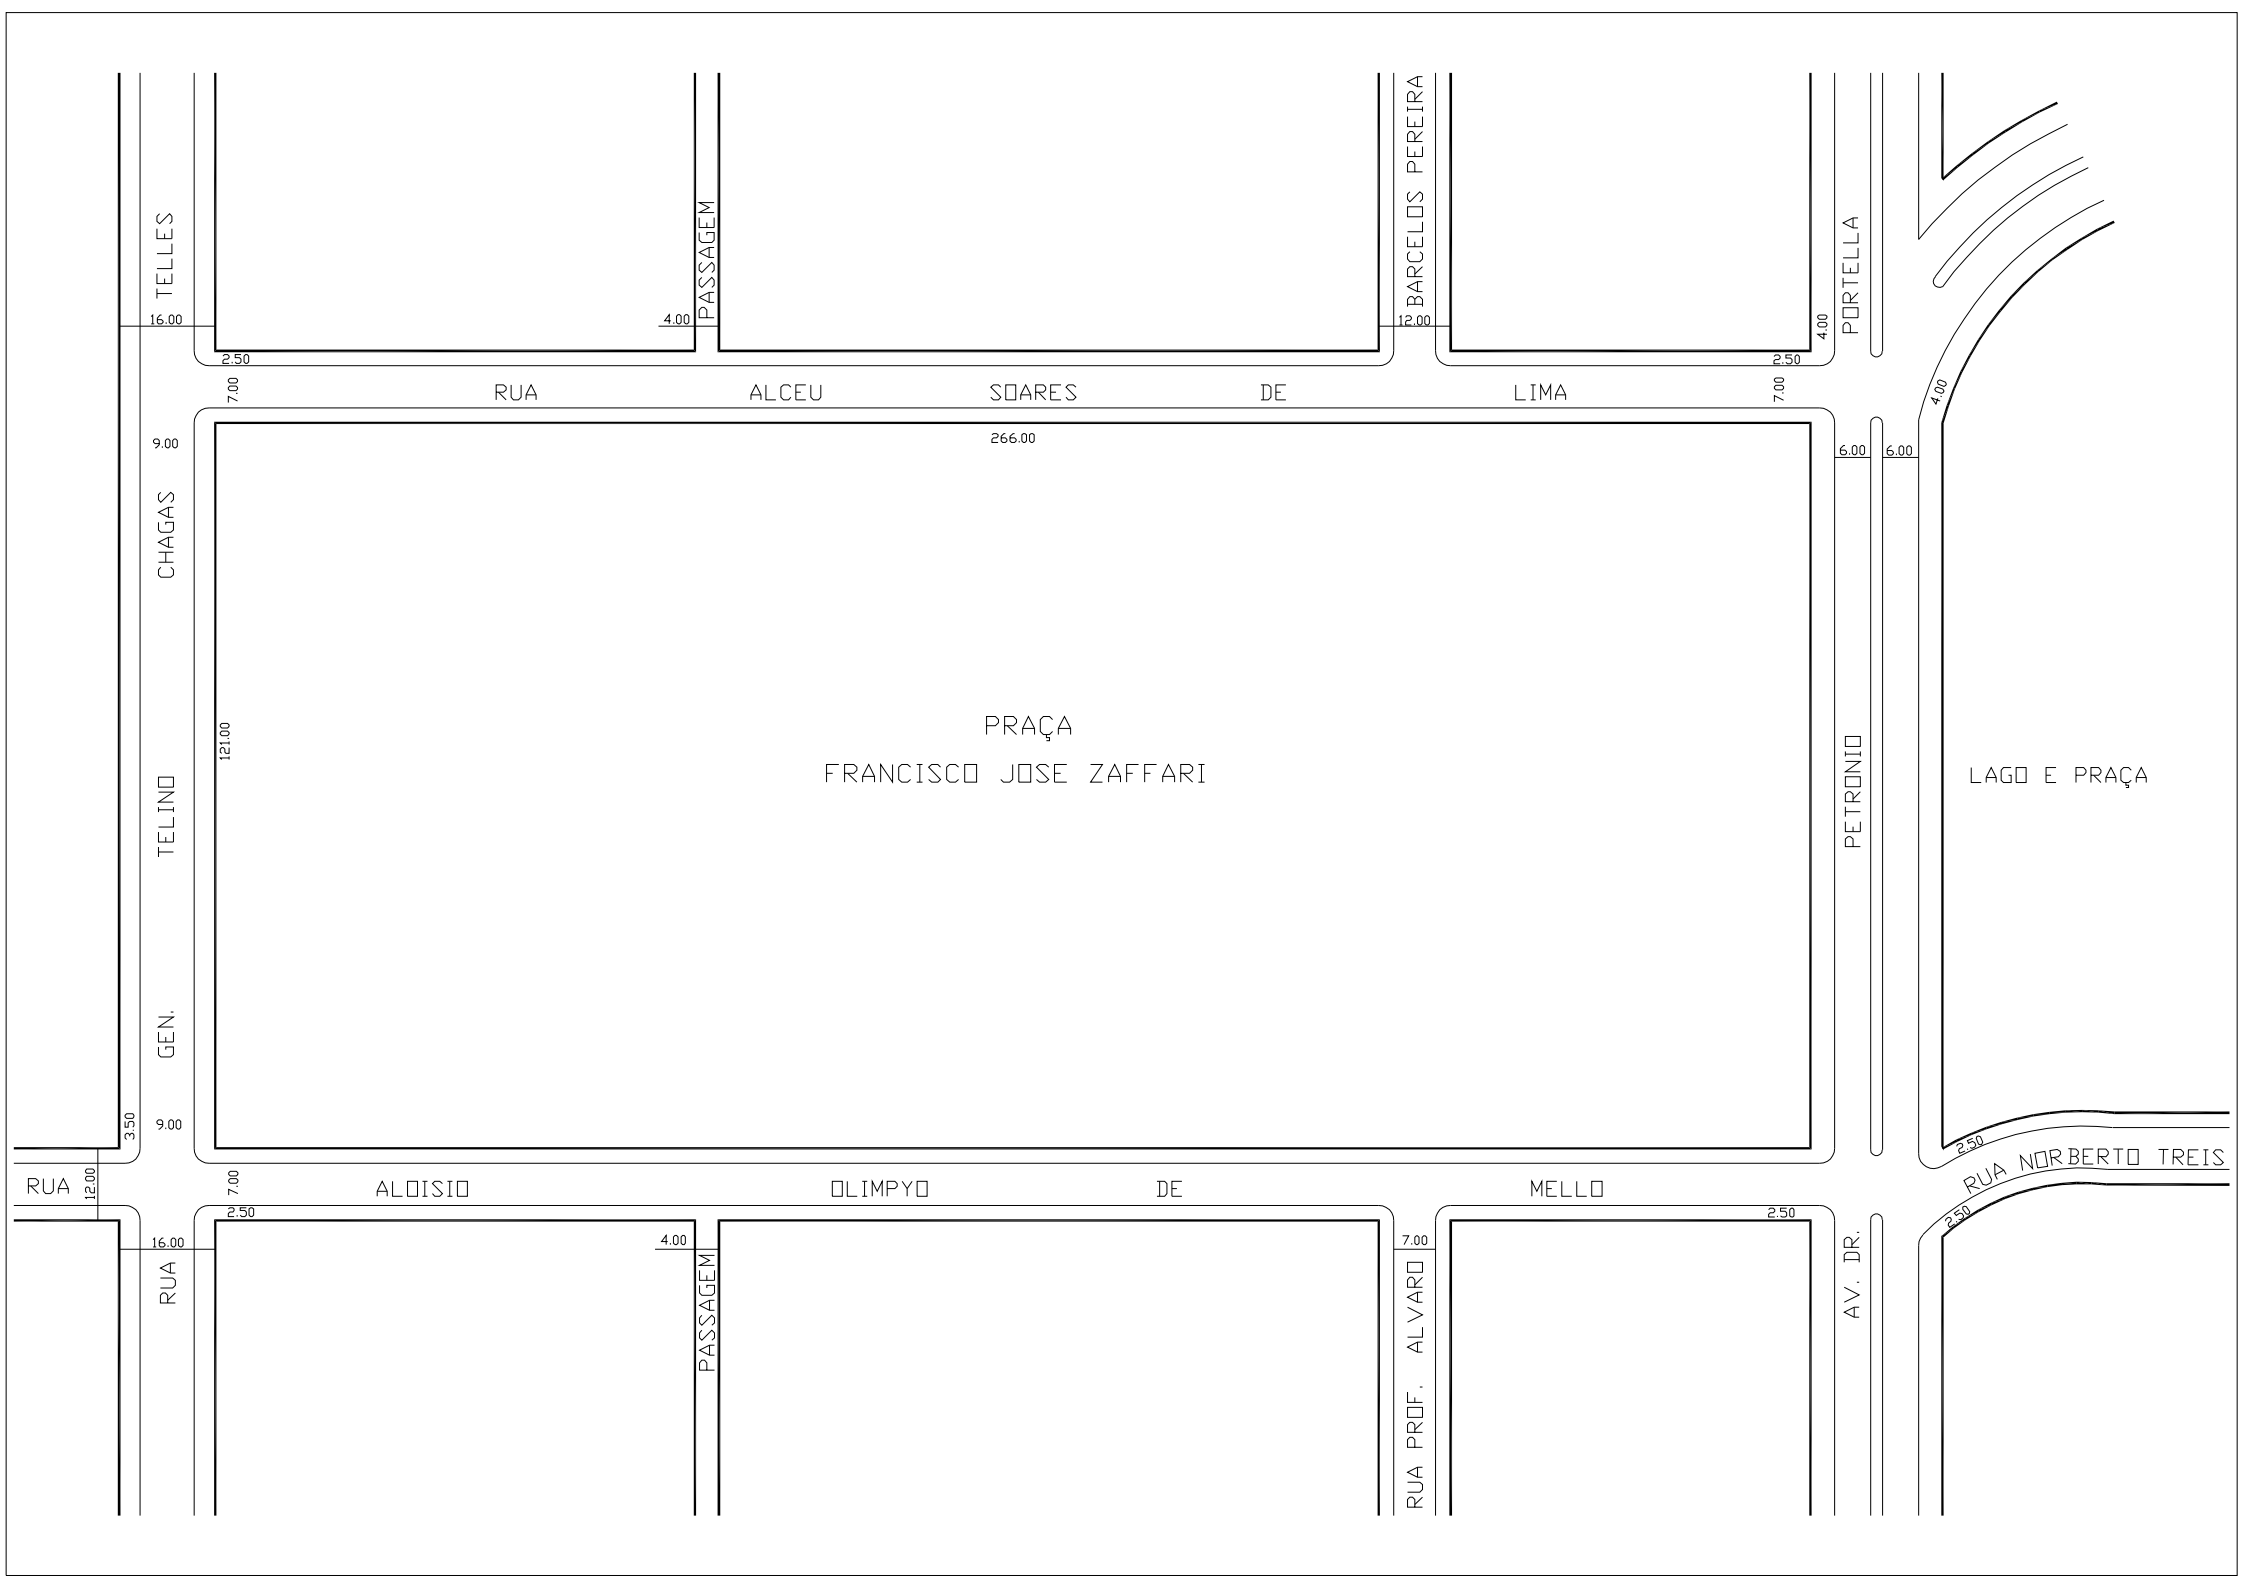 TELLES
PASSAGEM
BARCELOS PEREIRA
PORTELLA
16.00
4.00
12.00
4.00
2.50
2.50
7.00
RUA ALCEU SOARES DE LIMA
7.00
4.00
9.00
266.00
6.00
6.00
CHAGAS
121.00
PRAÇA
FRANCISCO JOSE ZAFFARI
PETRONIO
LAGO E PRAÇA
TELINO
GEN.
3.50
9.00
2.50
RUA NORBERTO TREIS
RUA
12.00
7.00
ALOISIO OLIMPYO DE MELLO
2.50
2.50
2.50
16.00
4.00
7.00
RUA
PASSAGEM
RUA PROF. ALVARO
AV. DR.